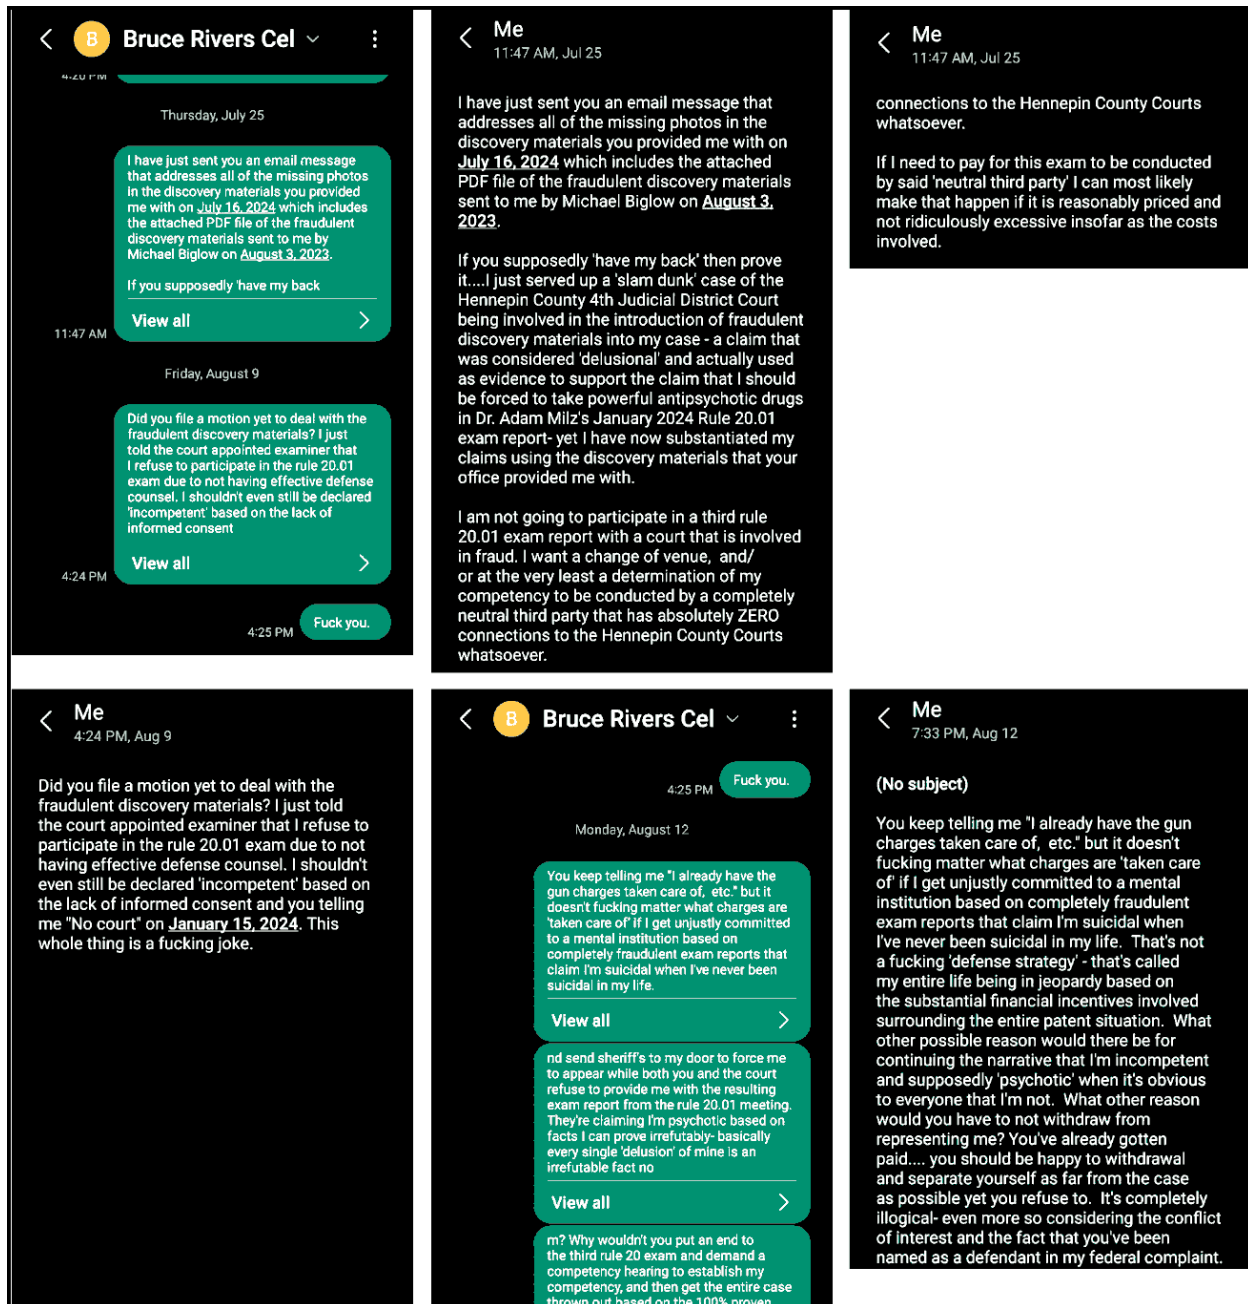 Bruce Rivers Cel
B
4:20 PM
Thursday, July 25
I have just sent you an email message
that addresses all of the missing photos
in the discovery materials you provided
me with on July 16, 2024 which includes
the attached PDF file of the fraudulent
discovery materials sent to me by
Michael Biglow on August 3, 2023.
If you supposedly 'have my back
View all
11:47 AM
Friday, August 9
Did you file a motion yet to deal with the
fraudulent discovery materials? I just
told the court appointed examiner that
I refuse to participate in the rule 20.01
exam due to not having effective defense
counsel. I shouldn't even still be declared
'incompetent' based on the lack of
informed consent
View all
4:24 PM
Fuck you.
4:25 PM
Me
11:47 AM, Jul 25
I have just sent you an email message that
addresses all of the missing photos in the
discovery materials you provided me with on
July 16, 2024 which includes the attached
PDF file of the fraudulent discovery materials
sent to me by Michael Biglow on August 3,
2023.
If you supposedly 'have my back' then prove
it....I just served up a 'slam dunk' case of the
Hennepin County 4th Judicial District Court
being involved in the introduction of fraudulent
discovery materials into my case - a claim that
was considered 'delusional' and actually used
as evidence to support the claim that I should
be forced to take powerful antipsychotic drugs
in Dr. Adam Milz's January 2024 Rule 20.01
exam report- yet I have now substantiated my
claims using the discovery materials that your
office provided me with.
I am not going to participate in a third rule
20.01 exam report with a court that is involved
in fraud. I want a change of venue, and/
or at the very least a determination of my
competency to be conducted by a completely
neutral third party that has absolutely ZERO
connections to the Hennepin County Courts
whatsoever.
Me
11:47 AM, Jul 25
connections to the Hennepin County Courts
whatsoever.
If I need to pay for this exam to be conducted
by said 'neutral third party' I can most likely
make that happen if it is reasonably priced and
not ridiculously excessive insofar as the costs
involved.
Me
4:24 PM, Aug 9
Did you file a motion yet to deal with the
fraudulent discovery materials? I just told
the court appointed examiner that I refuse to
participate in the rule 20.01 exam due to not
having effective defense counsel. I shouldn't
even still be declared 'incompetent' based on
the lack of informed consent and you telling
me "No court" on January 15, 2024. This
whole thing is a fucking joke.
B
Bruce Rivers Cel
Fuck you.
4:25 PM
Monday, August 12
You keep telling me "I already have the
gun charges taken care of, etc." but it
doesn't fucking matter what charges are
'taken care of' if I get unjustly committed
to a mental institution based on
completely fraudulent exam reports that
claim I'm suicidal when I've never been
suicidal in my life.
View all
nd send sheriff's to my door to force me
to appear while both you and the court
refuse to provide me with the resulting
exam report from the rule 20.01 meeting.
They're claiming I'm psychotic based on
facts I can prove irrefutably- basically
every single 'delusion' of mine is an
irrefutable fact no
View all
m? Why wouldn't you put an end to
the third rule 20 exam and demand a
competency hearing to establish my
competency, and then get the entire case
thrown out based on the 100% proven
Me
7:33 PM, Aug 12
(No subject)
You keep telling me "I already have the gun
charges taken care of, etc." but it doesn't
fucking matter what charges are 'taken care
of' if I get unjustly committed to a mental
institution based on completely fraudulent
exam reports that claim I'm suicidal when
I've never been suicidal in my life. That's not
a fucking 'defense strategy' - that's called
my entire life being in jeopardy based on
the substantial financial incentives involved
surrounding the entire patent situation. What
other possible reason would there be for
continuing the narrative that I'm incompetent
and supposedly 'psychotic' when it's obvious
to everyone that I'm not. What other reason
would you have to not withdraw from
representing me? You've already gotten
paid.... you should be happy to withdrawal
and separate yourself as far from the case
as possible yet you refuse to. It's completely
illogical- even more so considering the conflict
of interest and the fact that you've been
named as a defendant in my federal complaint.